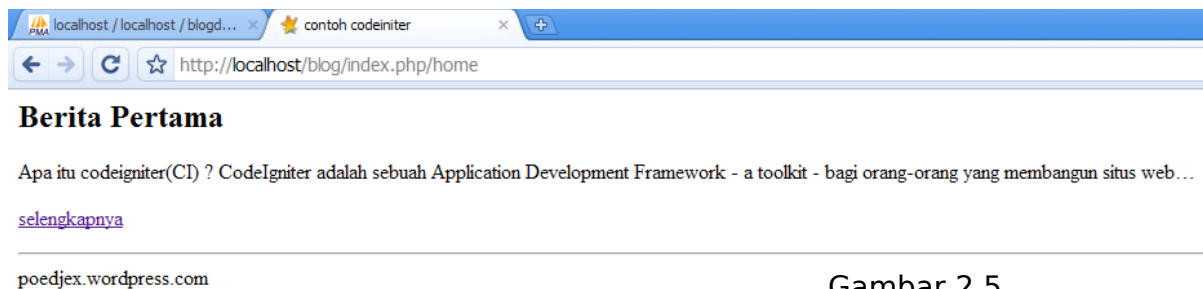 localhost / localhost / blogd...
contoh codeiniter
http://localhost/blog/index.php/home
Berita Pertama
Apa itu codeigniter(CI) ? CodeIgniter adalah sebuah Application Development Framework - a toolkit - bagi orang-orang yang membangun situs web…
selengkapnya
poedjex.wordpress.com
Gambar 2.5